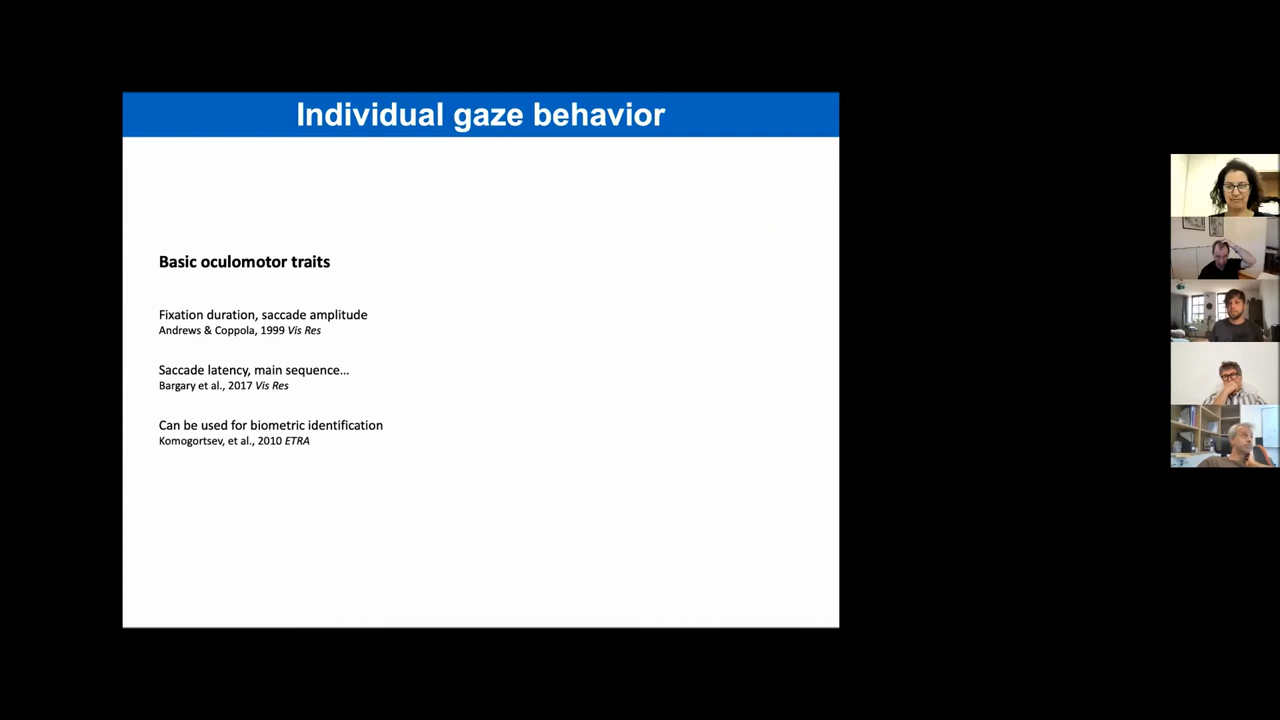 Individual gaze behavior
Basic oculomotor traits
Fixation duration, saccade amplitude
Andrews & Coppola, 1999 Vis Res
Saccade latency, main sequence...
Bargary et al., 2017 Vis Res
Can be used for biometric identification
Komogortsev, et al., 2010 ETRA